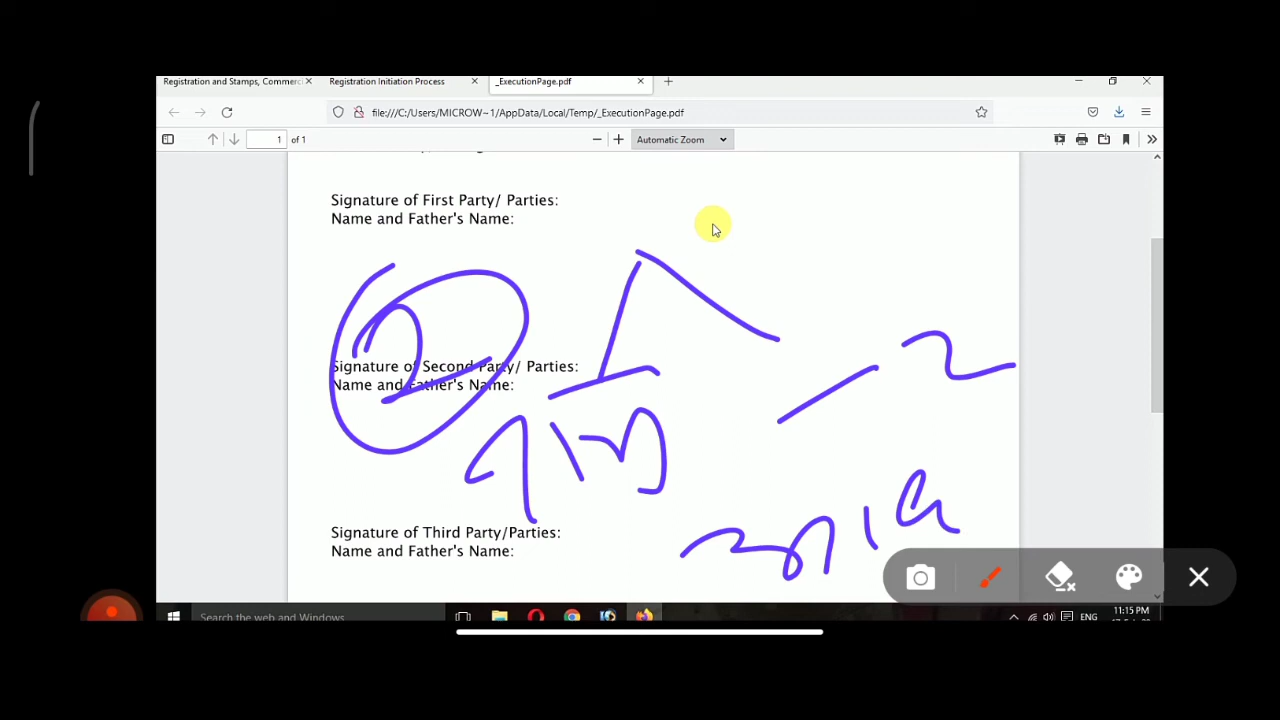 Registration and Stamps, Commerci
Registration Initiation Process
_ExecutionPage.pdf
file:///C:/Users/MICROW~1/AppData/Local/Temp/_ExecutionPage.pdf
1 of 1
Automatic Zoom
Signature of First Party/ Parties:
Name and Father's Name:
2
Signature of Second Party/ Parties:
Name and Father's Name:
2
Signature of Third Party/Parties:
Name and Father's Name:
Search the web and Windows
ENG
11:15 PM